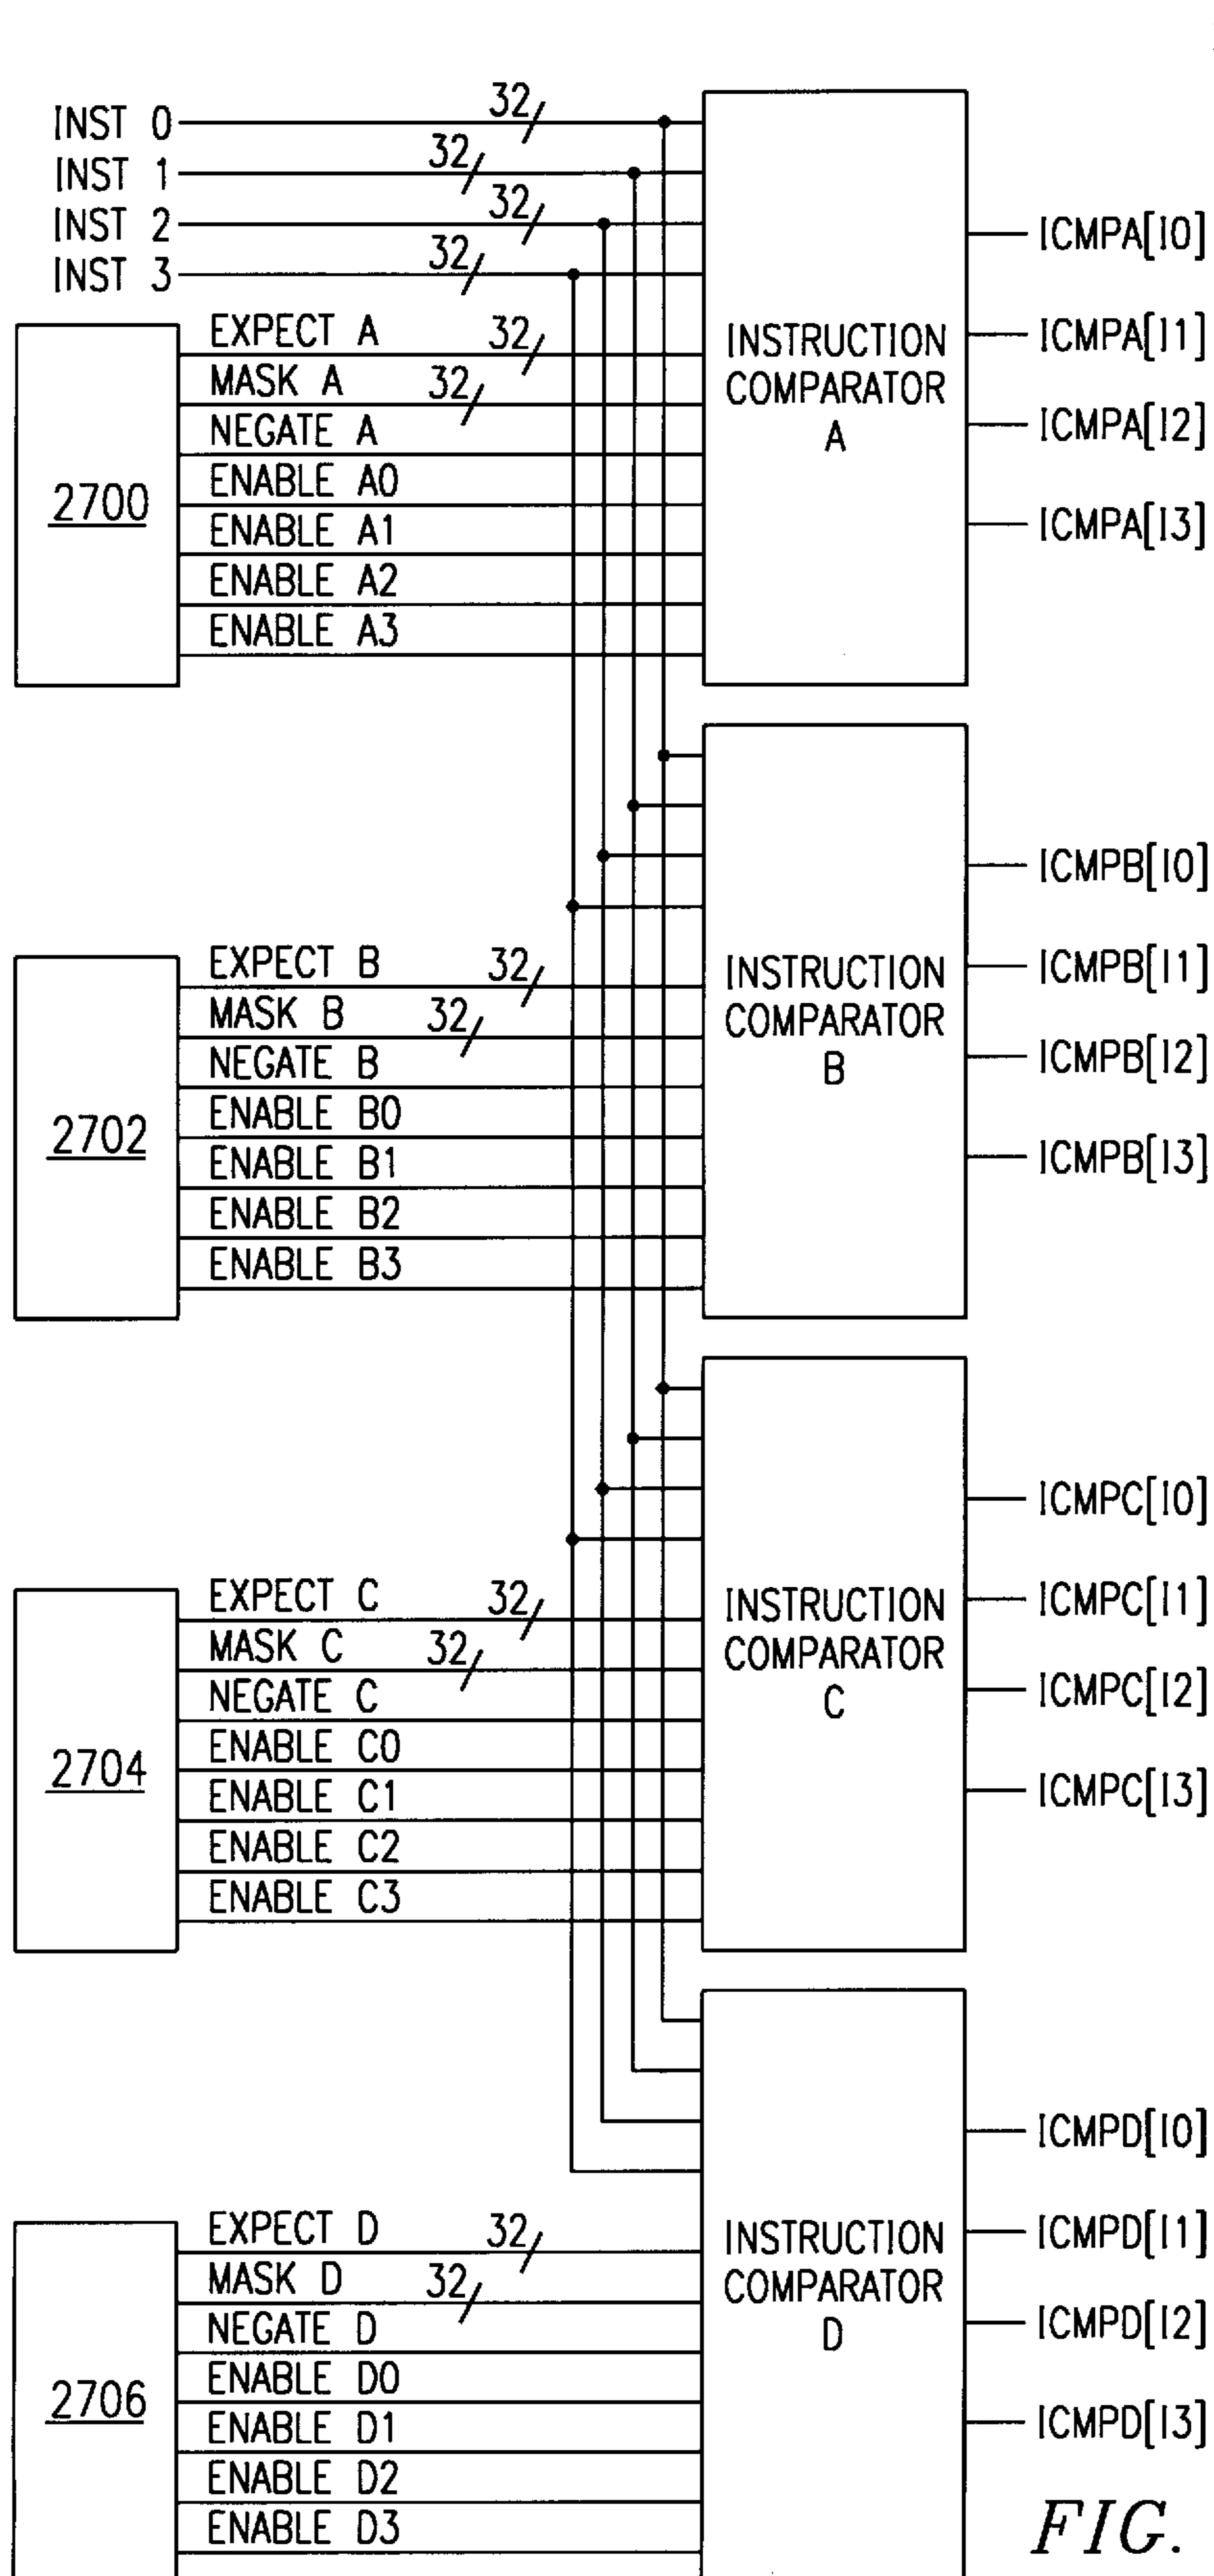 INST 0 32
INST 1 32
INST 2 32
INST 3 32
ICMPA[I0]
ICMPA[I1]
ICMPA[I2]
ICMPA[I3]
2700
EXPECT A 32
MASK A 32
NEGATE A
ENABLE A0
ENABLE A1
ENABLE A2
ENABLE A3
INSTRUCTION
COMPARATOR
A
ICMPB[I0]
ICMPB[I1]
ICMPB[I2]
ICMPB[I3]
2702
EXPECT B 32
MASK B 32
NEGATE B
ENABLE B0
ENABLE B1
ENABLE B2
ENABLE B3
INSTRUCTION
COMPARATOR
B
ICMPC[I0]
ICMPC[I1]
ICMPC[I2]
ICMPC[I3]
2704
EXPECT C 32
MASK C 32
NEGATE C
ENABLE C0
ENABLE C1
ENABLE C2
ENABLE C3
INSTRUCTION
COMPARATOR
C
ICMPD[I0]
ICMPD[I1]
ICMPD[I2]
ICMPD[I3]
2706
EXPECT D 32
MASK D 32
NEGATE D
ENABLE D0
ENABLE D1
ENABLE D2
ENABLE D3
INSTRUCTION
COMPARATOR
D
FIG.